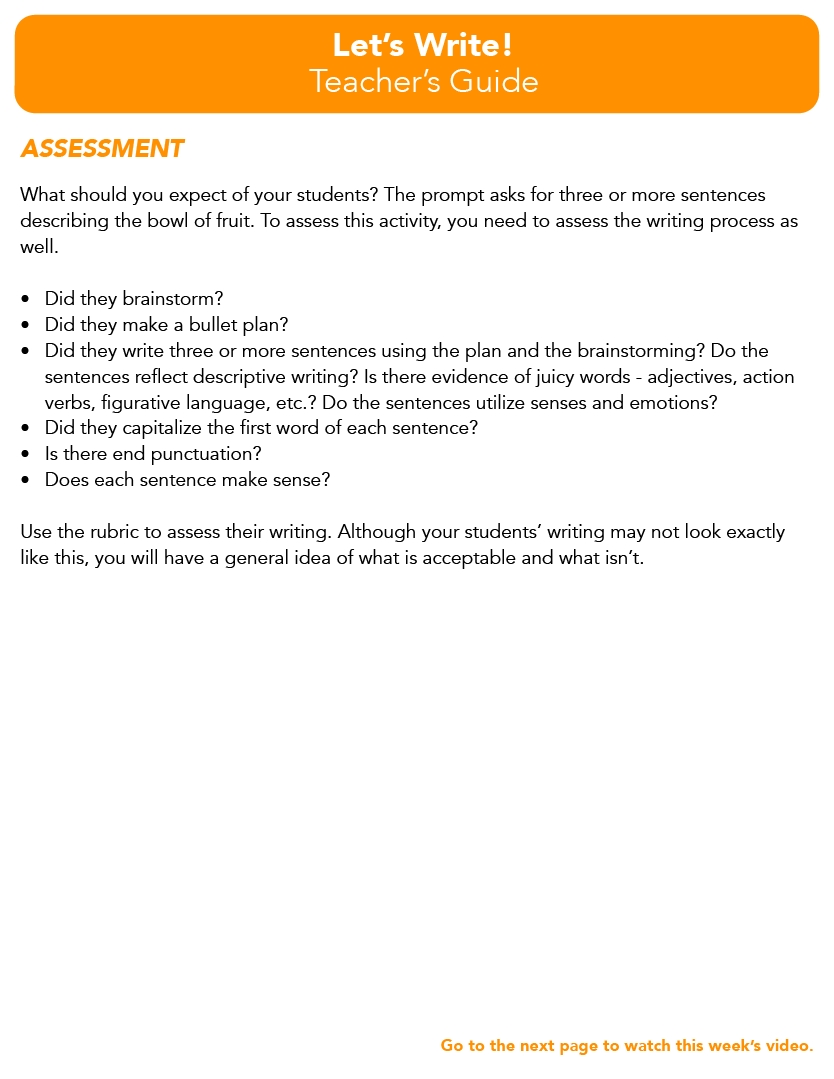 Let’s Write!
Teacher’s Guide
ASSESSMENT
What should you expect of your students? The prompt asks for three or more sentences
describing the bowl of fruit. To assess this activity, you need to assess the writing process as
well.
• Did they brainstorm?
• Did they make a bullet plan?
• Did they write three or more sentences using the plan and the brainstorming? Do the
sentences reflect descriptive writing? Is there evidence of juicy words - adjectives, action
verbs, figurative language, etc.? Do the sentences utilize senses and emotions?
• Did they capitalize the first word of each sentence?
• Is there end punctuation?
• Does each sentence make sense?
Use the rubric to assess their writing. Although your students’ writing may not look exactly
like this, you will have a general idea of what is acceptable and what isn’t.
Go to the next page to watch this week’s video.